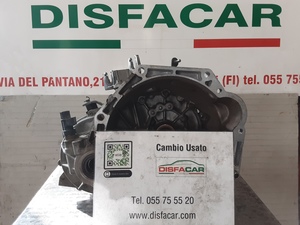 DISFACAR
VIA DEL PANTANO,21
(FI) tel. 055 75
Cambio Usato
DISFACAR
Tel. 055 75 55 20
www.disfacar.com